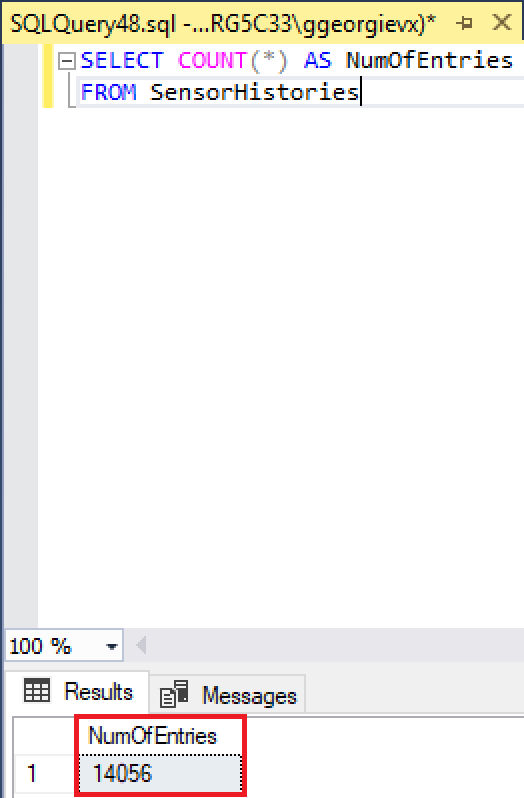 SQLQuery48.sql -...RG5C33\ggeorgievx)*
SELECT COUNT(*) AS NumOfEntries
FROM SensorHistories
100 %
Results Messages
NumOfEntries
1 14056